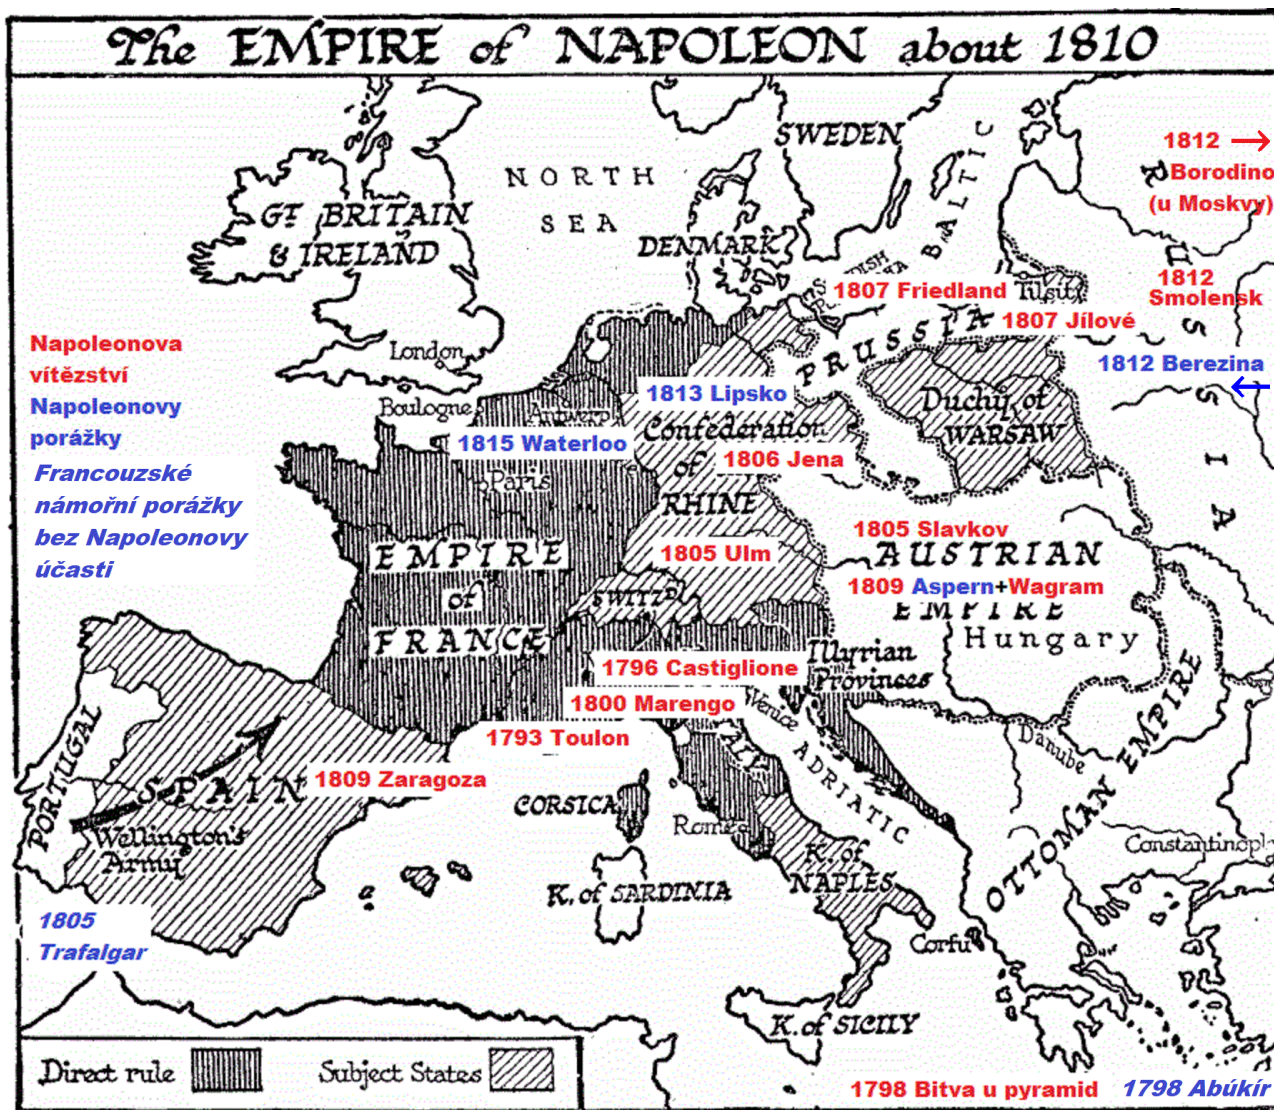 The EMPIRE of NAPOLEON about 1810
SWEDEN
1812
Borodino
(u Moskvy)
NORTH
SEA
BALTIC
GT. BRITAIN
& IRELAND
DENMARK
RUSSIA
1812
Smolensk
1807 Friedland
Tilsit
1807 Jílové
PRUSSIA
London
Napoleonova
vítězství
Napoleonovy
porážky
Francouzské
námořní porážky
bez Napoleonovy
účasti
1812 Berezina
1813 Lipsko
Boulogne
Antwerp
Duchy of
WARSAW
1815 Waterloo
Confederation
of
RHINE
1806 Jena
Paris
1805 Slavkov
EMPIRE
of
FRANCE
1805 Ulm
AUSTRIAN
EMPIRE
1809 Aspern+Wagram
SWITZD
Hungary
Illyrian
Provinces
1796 Castiglione
1800 Marengo
Venice
1793 Toulon
ITALY
ADRIATIC
Danube
OTTOMAN EMPIRE
PORTUGAL
SPAIN
1809 Zaragoza
Wellington's
Army
CORSICA
Rome
Constantinopl
K. of SARDINIA
K. of
NAPLES
1805
Trafalgar
Corfu
K. of SICILY
Direct rule
Subject States
1798 Bitva u pyramid
1798 Abúkír